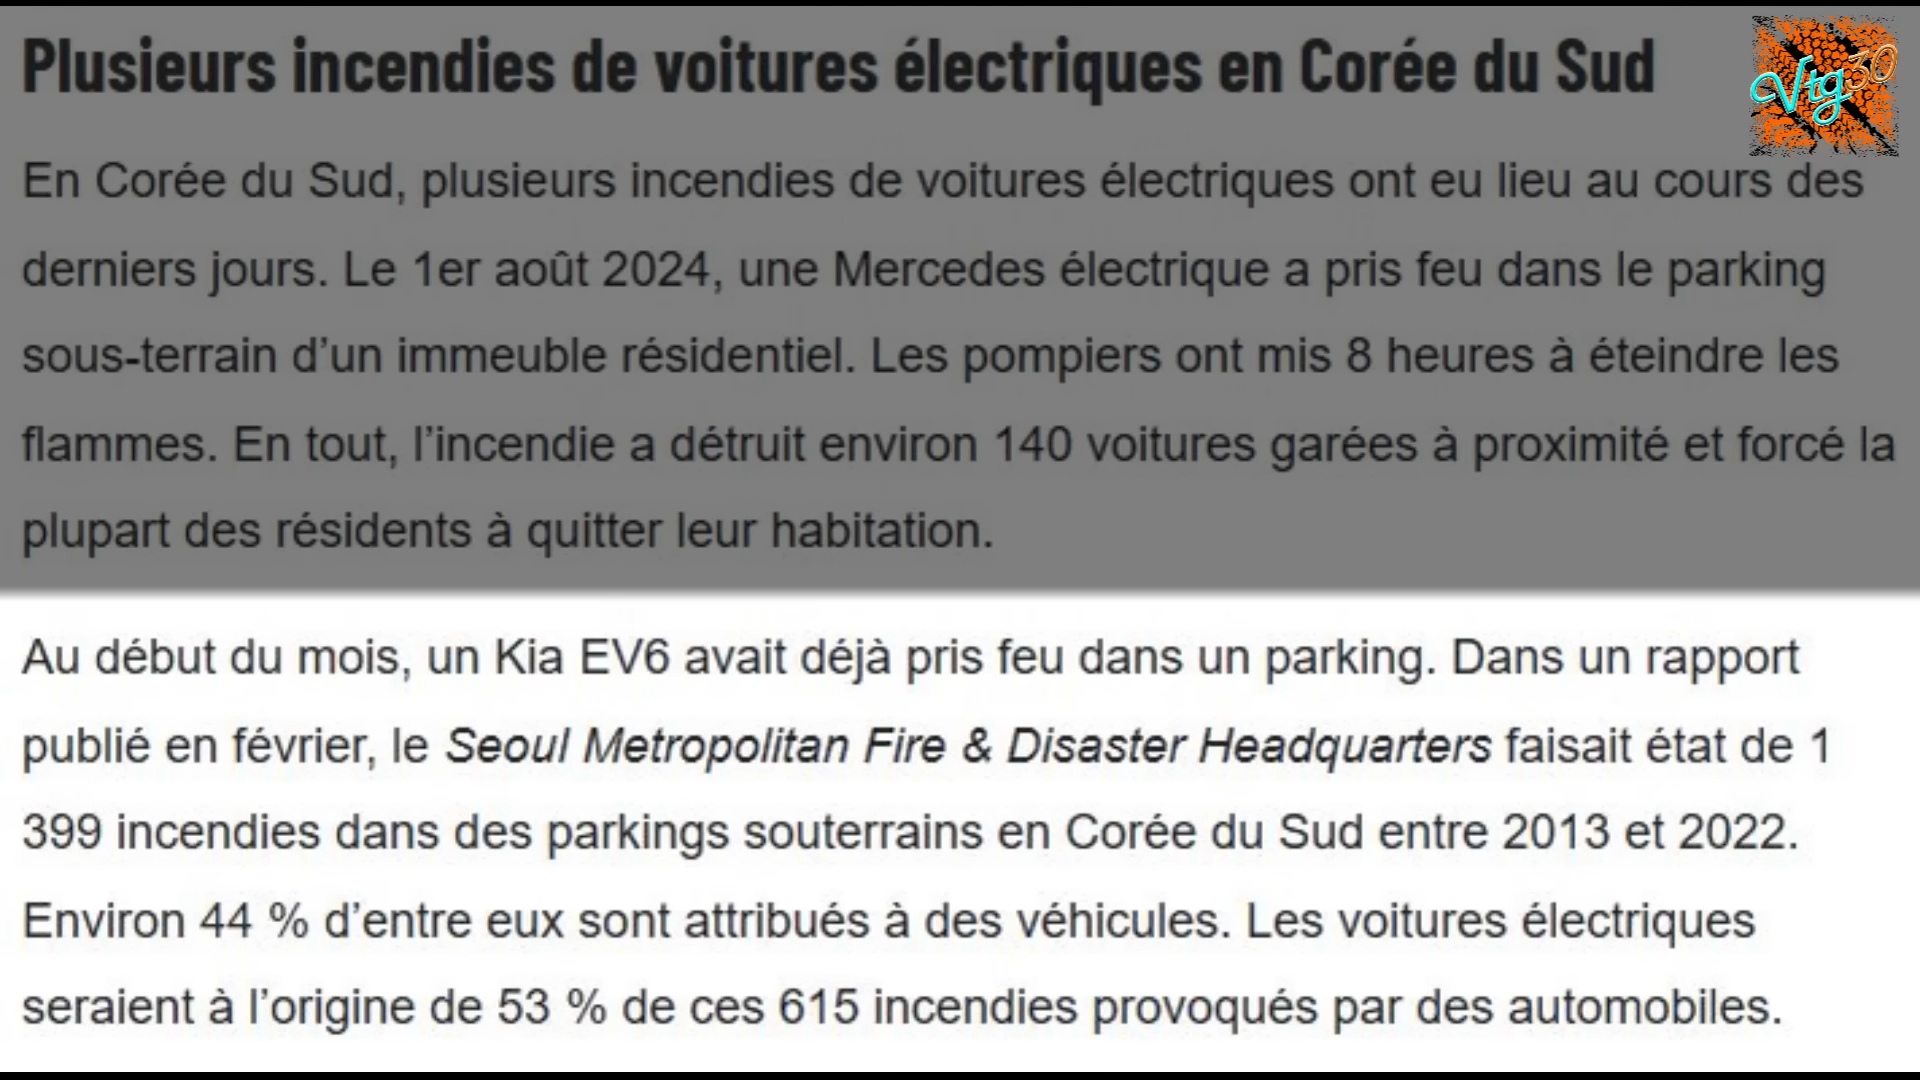 Plusieurs incendies de voitures électriques en Corée du Sud
Vtg30
En Corée du Sud, plusieurs incendies de voitures électriques ont eu lieu au cours des
derniers jours. Le 1er août 2024, une Mercedes électrique a pris feu dans le parking
sous-terrain d’un immeuble résidentiel. Les pompiers ont mis 8 heures à éteindre les
flammes. En tout, l’incendie a détruit environ 140 voitures garées à proximité et forcé la
plupart des résidents à quitter leur habitation.
Au début du mois, un Kia EV6 avait déjà pris feu dans un parking. Dans un rapport
publié en février, le Seoul Metropolitan Fire & Disaster Headquarters faisait état de 1
399 incendies dans des parkings souterrains en Corée du Sud entre 2013 et 2022.
Environ 44 % d’entre eux sont attribués à des véhicules. Les voitures électriques
seraient à l’origine de 53 % de ces 615 incendies provoqués par des automobiles.